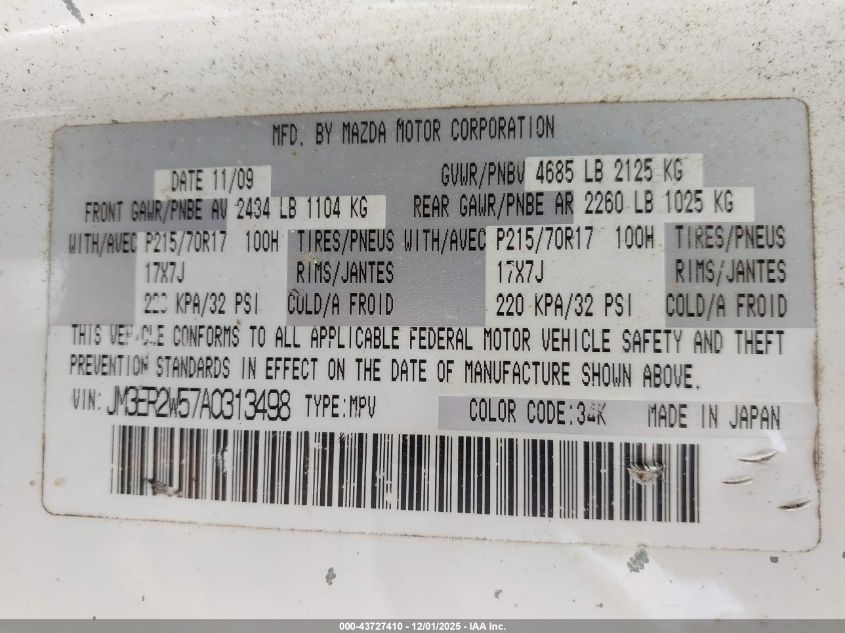 MFD. BY MAZDA MOTOR CORPORATION
DATE 11/09 GVWR/PNBV 4685 LB 2125 KG
FRONT GAWR/PNBE AV 2434 LB 1104 KG REAR GAWR/PNBE AR 2260 LB 1025 KG
WITH/AVEC P215/70R17 100H TIRES/PNEUS WITH/AVEC P215/70R17 100H TIRES/PNEUS
17X7J RIMS/JANTES 17X7J RIMS/JANTES
220 KPA/32 PSI COLD/A FROID 220 KPA/32 PSI COLD/A FROID
THIS VEHICLE CONFORMS TO ALL APPLICABLE FEDERAL MOTOR VEHICLE SAFETY AND THEFT
PREVENTION STANDARDS IN EFFECT ON THE DATE OF MANUFACTURE SHOWN ABOVE.
VIN: JM3ER2W57A0313498 TYPE:MPV COLOR CODE:34K MADE IN JAPAN
000-43727410 - 12/01/2025 - IAA Inc.